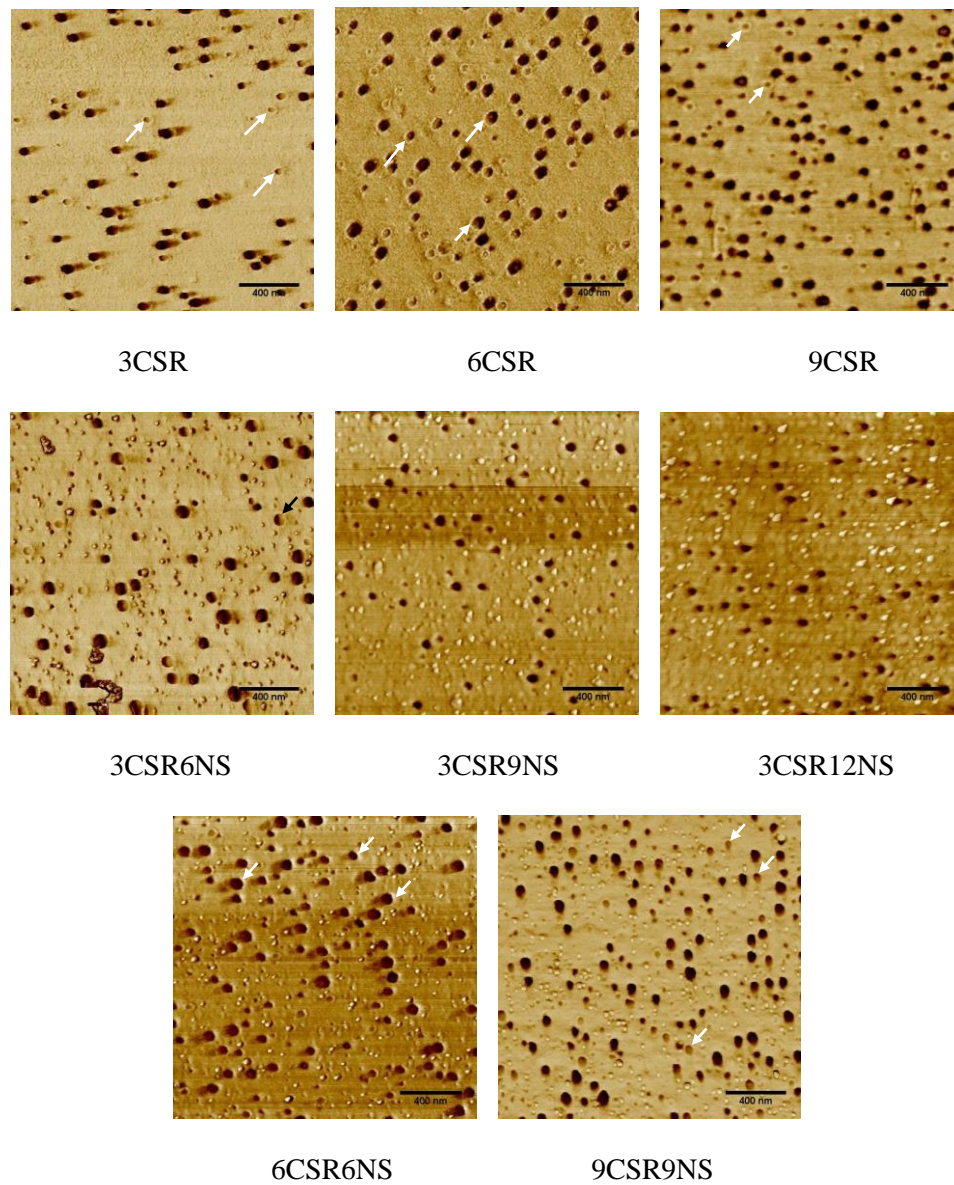 400 nm 400 nm 400 nm
3CSR 6CSR 9CSR
400 nm 400 nm 400 nm
3CSR6NS 3CSR9NS 3CSR12NS
400 nm 400 nm
6CSR6NS 9CSR9NS